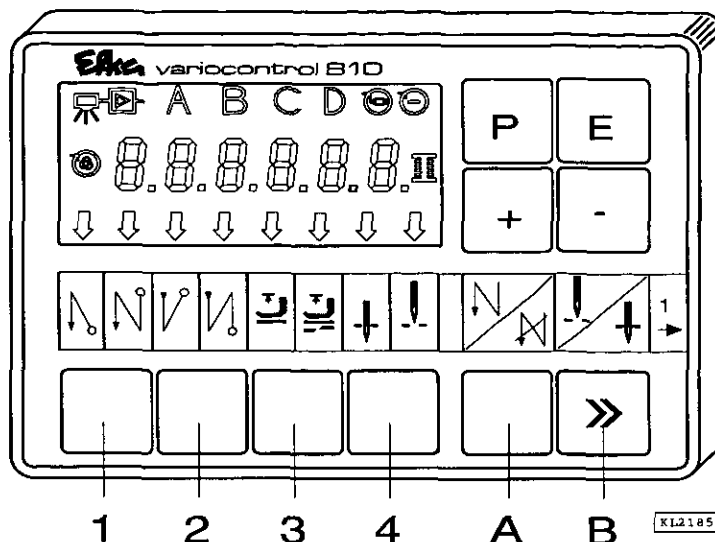 Efka variocontrol 810
A B C D
8.8.8.8.8.8.
P E
+ -
1
»
1 2 3 4 A B
KL2185